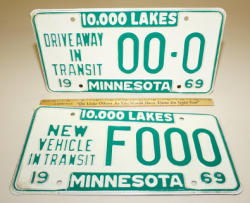 10,000 LAKES
DRIVEAWAY
IN
TRANSIT
00-0
19 MINNESOTA 69
10,000 LAKES
NEW
VEHICLE
IN TRANSIT
F000
19 MINNESOTA 69